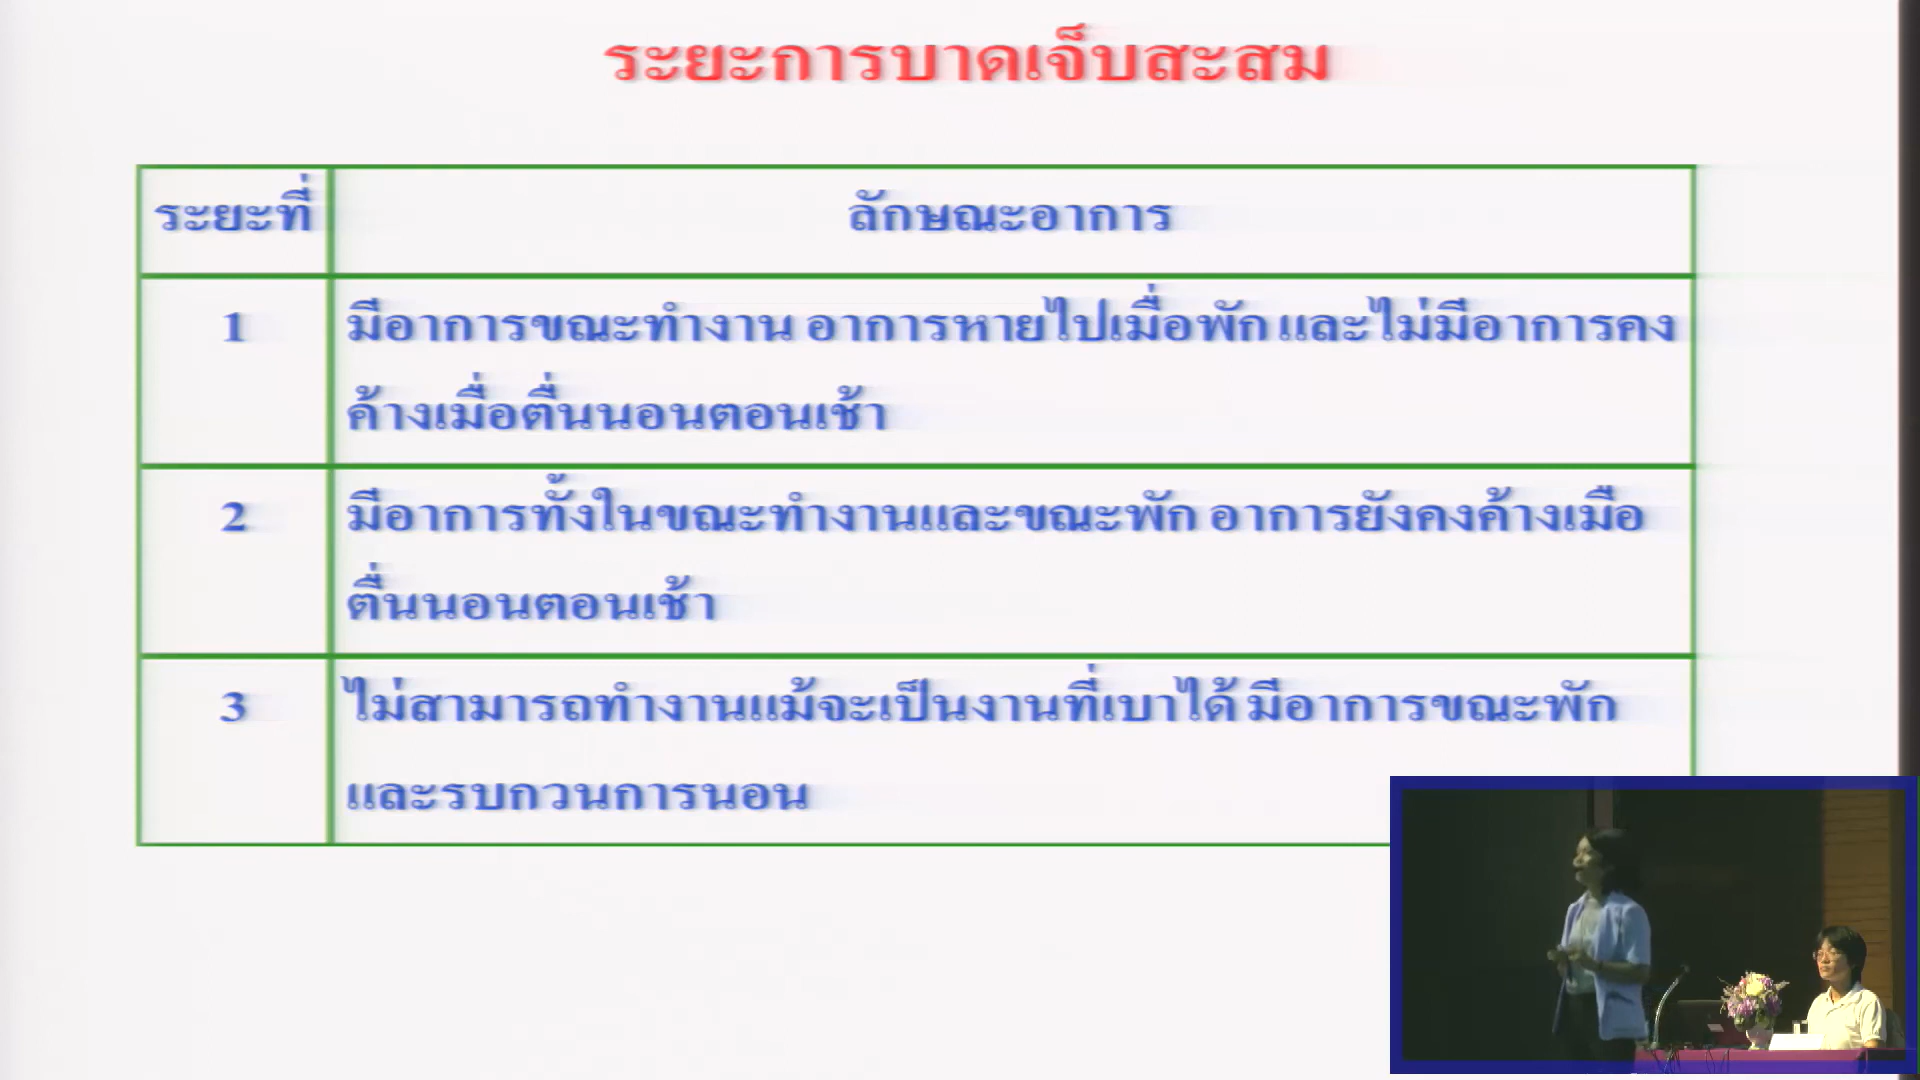 ระยะการบาดเจ็บสะสม
ระยะที่
ลักษณะอาการ
1
มีอาการขณะทำงาน อาการหายไปเมื่อพัก และไม่มีอาการคง
ค้างเมื่อตื่นนอนตอนเช้า
2
มีอาการทั้งในขณะทำงานและขณะพัก อาการยังคงค้างเมือ
ตื่นนอนตอนเช้า
3
ไม่สามารถทำงานแม้จะเป็นงานที่เบาได้ มีอาการขณะพัก
และรบกวนการนอน